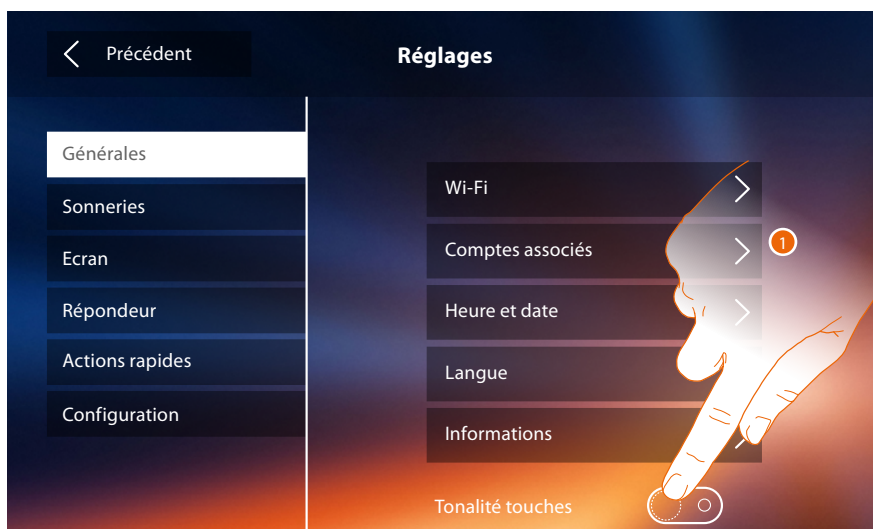 Précédent
Réglages
Générales
Sonneries
Ecran
Répondeur
Actions rapides
Configuration
Wi-Fi
Comptes associés
1
Heure et date
Langue
Informations
Tonalité touches